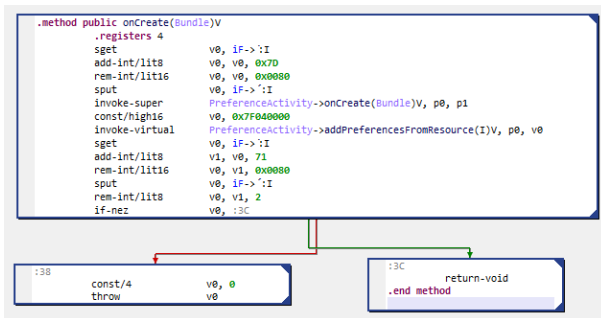 .method public onCreate(Bundle)V
.registers 4
sget v0, iF->ˋ:I
add-int/lit8 v0, v0, 0x7D
rem-int/lit16 v0, v0, 0x0080
sput v0, iF->ˊ:I
invoke-super PreferenceActivity->onCreate(Bundle)V, p0, p1
const/high16 v0, 0x7F040000
invoke-virtual PreferenceActivity->addPreferencesFromResource(I)V, p0, v0
sget v0, iF->ˋ:I
add-int/lit8 v1, v0, 71
rem-int/lit16 v0, v1, 0x0080
sput v0, iF->ˊ:I
rem-int/lit8 v0, v1, 2
if-nez v0, :3C
:38
const/4 v0, 0
throw v0
:3C
return-void
.end method